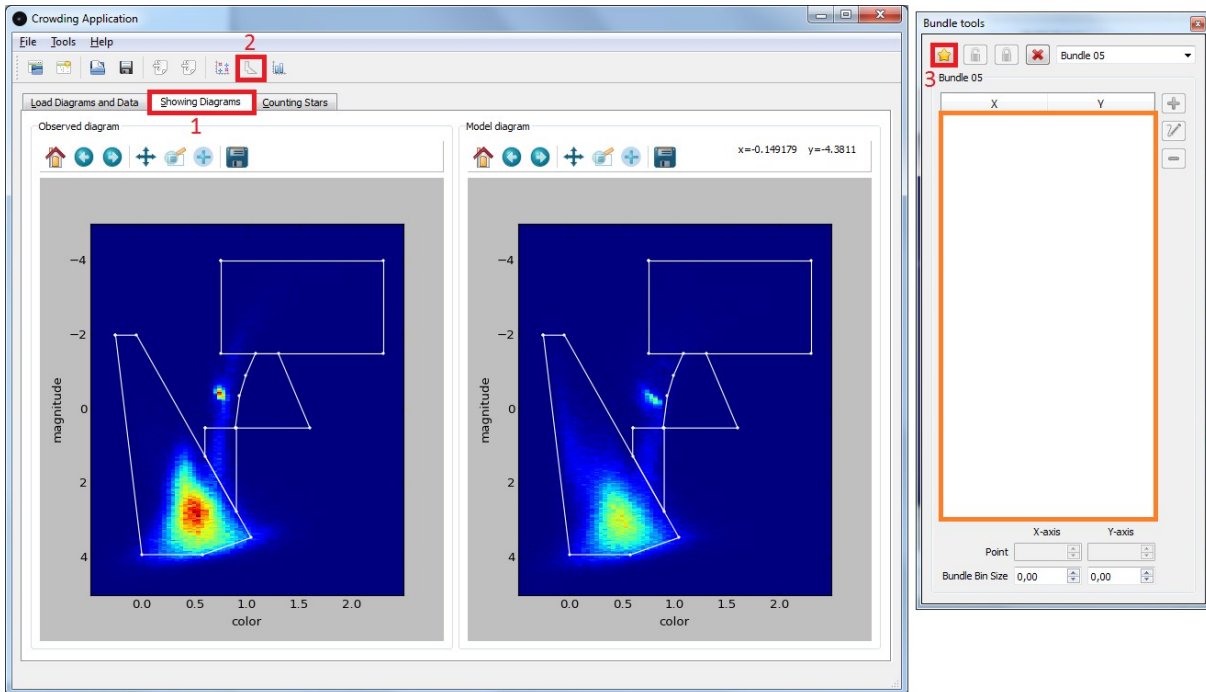 Crowding Application
File Tools Help
2
Load Diagrams and Data Showing Diagrams Counting Stars
1
Observed diagram
−4
−2
0
2
4
magnitude
0.0 0.5 1.0 1.5 2.0
color
Model diagram
x=-0.149179 y=-4.3811
−4
−2
0
2
4
magnitude
0.0 0.5 1.0 1.5 2.0
color
Bundle tools
Bundle 05
3
Bundle 05
X Y
X-axis Y-axis
Point
Bundle Bin Size 0,00 0,00